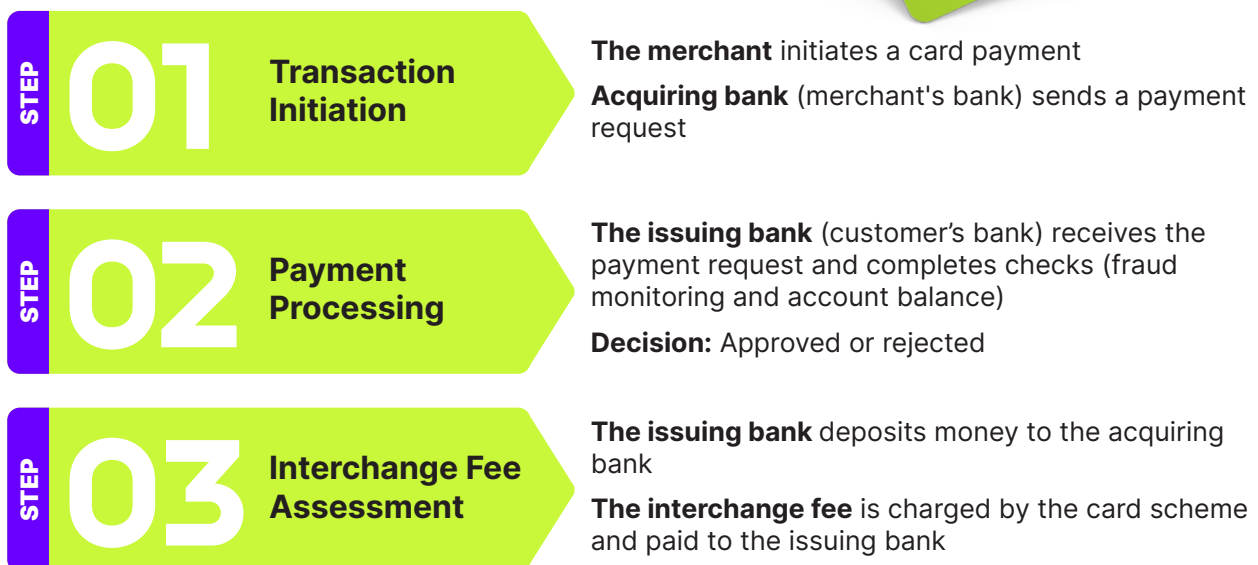 STEP
01
Transaction
Initiation
The merchant initiates a card payment
Acquiring bank (merchant's bank) sends a payment
request
STEP
02
Payment
Processing
The issuing bank (customer’s bank) receives the
payment request and completes checks (fraud
monitoring and account balance)
Decision: Approved or rejected
STEP
03
Interchange Fee
Assessment
The issuing bank deposits money to the acquiring
bank
The interchange fee is charged by the card scheme
and paid to the issuing bank